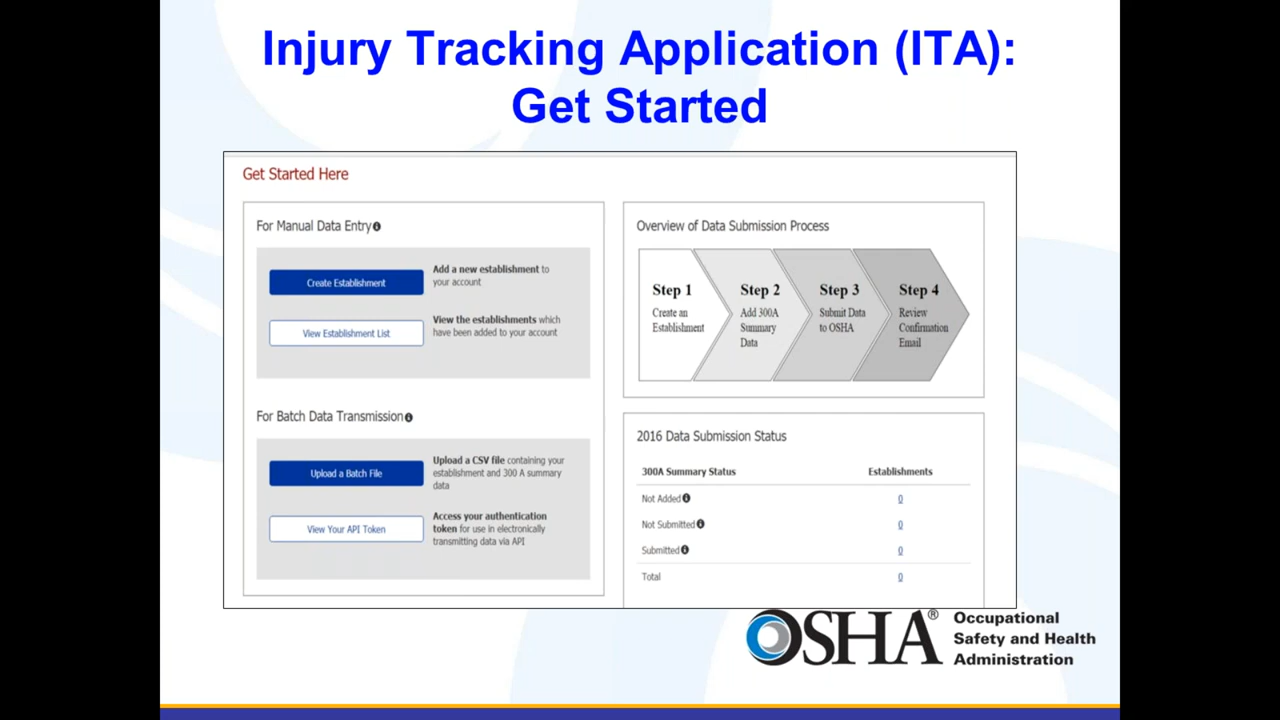 Injury Tracking Application (ITA):
Get Started
Get Started Here
For Manual Data Entry
Create Establishment
Add a new establishment to
your account
View Establishment List
View the establishments which
have been added to your account
For Batch Data Transmission
Upload a Batch File
Upload a CSV file containing your
establishment and 300 A summary
data
View Your API Token
Access your authentication
token for use in electronically
transmitting data via API
Overview of Data Submission Process
Step 1
Create an
Establishment
Step 2
Add 300A
Summary
Data
Step 3
Submit Data
to OSHA
Step 4
Review
Confirmation
Email
2016 Data Submission Status
300A Summary Status Establishments
Not Added 0
Not Submitted 0
Submitted 0
Total 0
OSHA®
Occupational
Safety and Health
Administration